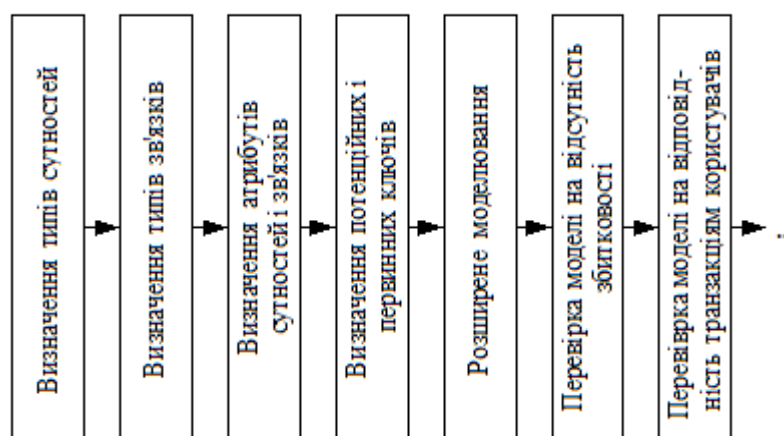 Визначення типів сутностей
Визначення типів зв'язків
Визначення атрибутів
сутностей і зв'язків
Визначення потенційних і
первинних ключів
Розширене моделювання
Перевірка моделі на відсутність
збитковості
Перевіврка моделі на відповід-
ність транзакціям користувачів